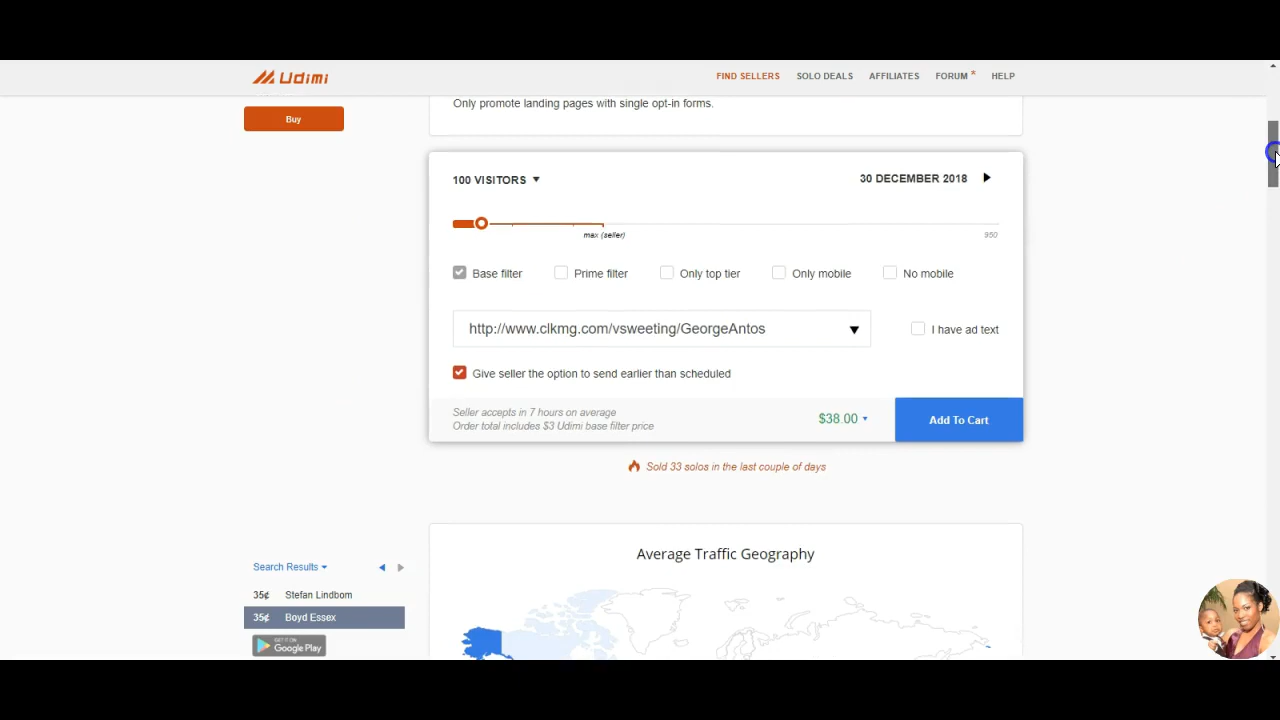 Udimi
FIND SELLERS
SOLO DEALS
AFFILIATES
FORUM *
HELP
Buy
Only promote landing pages with single opt-in forms.
100 VISITORS
30 DECEMBER 2018
max (seller)
950
Base filter
Prime filter
Only top tier
Only mobile
No mobile
http://www.clkmg.com/vsweeting/GeorgeAntos
I have ad text
Give seller the option to send earlier than scheduled
Seller accepts in 7 hours on average
Order total includes $3 Udimi base filter price
$38.00
Add To Cart
Sold 33 solos in the last couple of days
Average Traffic Geography
Search Results
35¢ Stefan Lindbom
35¢ Boyd Essex
GET IT ON
Google Play